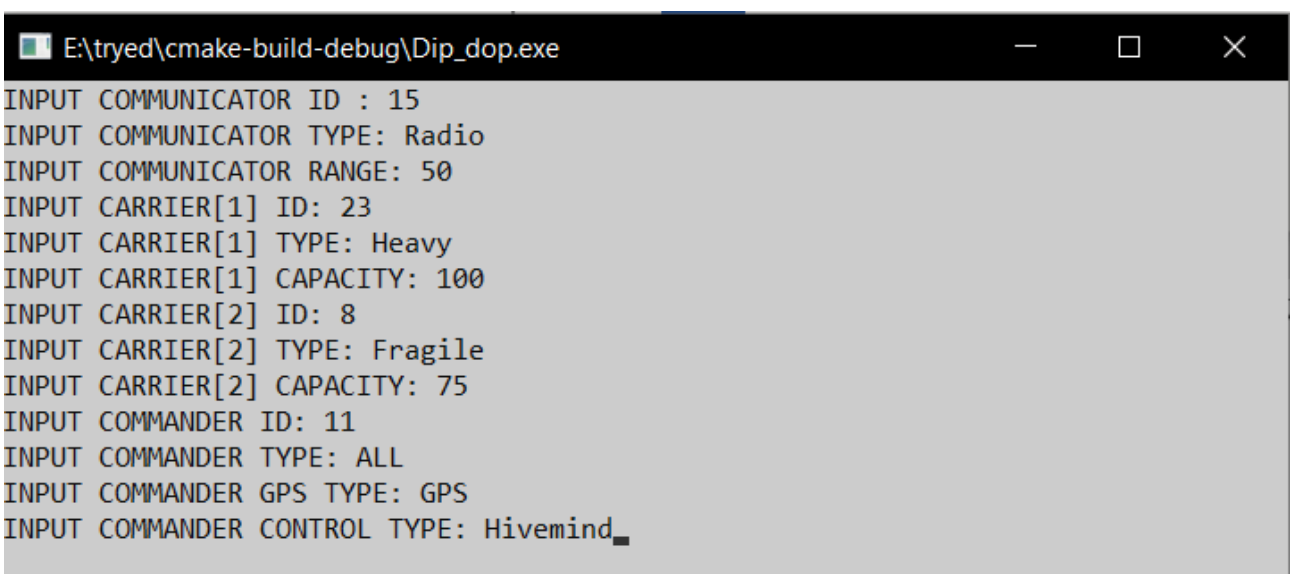 E:\tryed\cmake-build-debug\Dip_dop.exe
INPUT COMMUNICATOR ID : 15
INPUT COMMUNICATOR TYPE: Radio
INPUT COMMUNICATOR RANGE: 50
INPUT CARRIER[1] ID: 23
INPUT CARRIER[1] TYPE: Heavy
INPUT CARRIER[1] CAPACITY: 100
INPUT CARRIER[2] ID: 8
INPUT CARRIER[2] TYPE: Fragile
INPUT CARRIER[2] CAPACITY: 75
INPUT COMMANDER ID: 11
INPUT COMMANDER TYPE: ALL
INPUT COMMANDER GPS TYPE: GPS
INPUT COMMANDER CONTROL TYPE: Hivemind